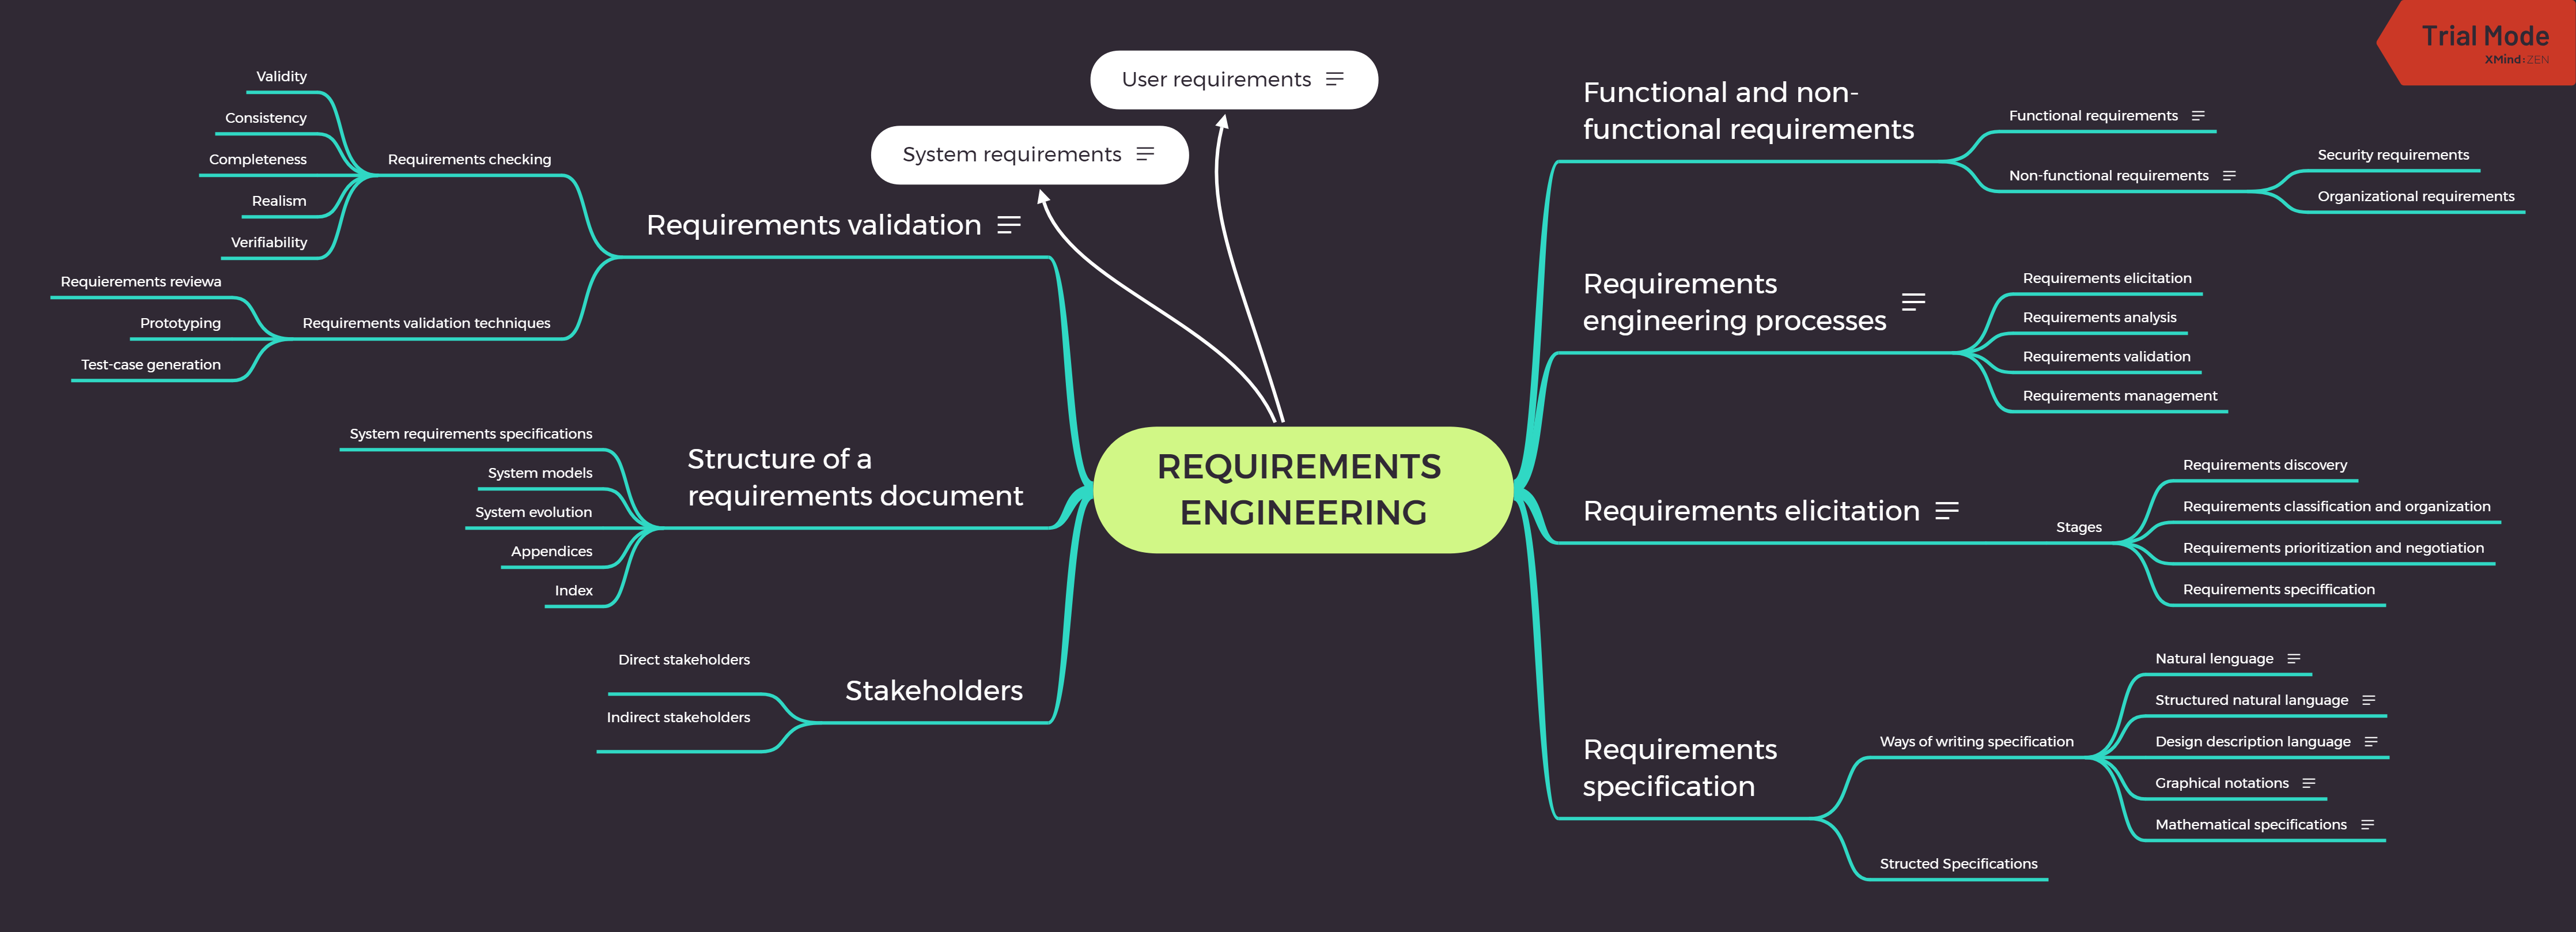 Trial Mode
XMind:ZEN
User requirements
System requirements
REQUIREMENTS
ENGINEERING
Functional and non-
functional requirements
Functional requirements
Non-functional requirements
Security requirements
Organizational requirements
Requirements
engineering processes
Requirements elicitation
Requirements analysis
Requirements validation
Requirements management
Requirements elicitation
Stages
Requirements discovery
Requirements classification and organization
Requirements prioritization and negotiation
Requirements speciffication
Requirements
specification
Ways of writing specification
Natural lenguage
Structured natural language
Design description language
Graphical notations
Mathematical specifications
Structed Specifications
Requirements validation
Requirements checking
Validity
Consistency
Completeness
Realism
Verifiability
Requirements validation techniques
Requierements reviewa
Prototyping
Test-case generation
Structure of a
requirements document
System requirements specifications
System models
System evolution
Appendices
Index
Stakeholders
Direct stakeholders
Indirect stakeholders